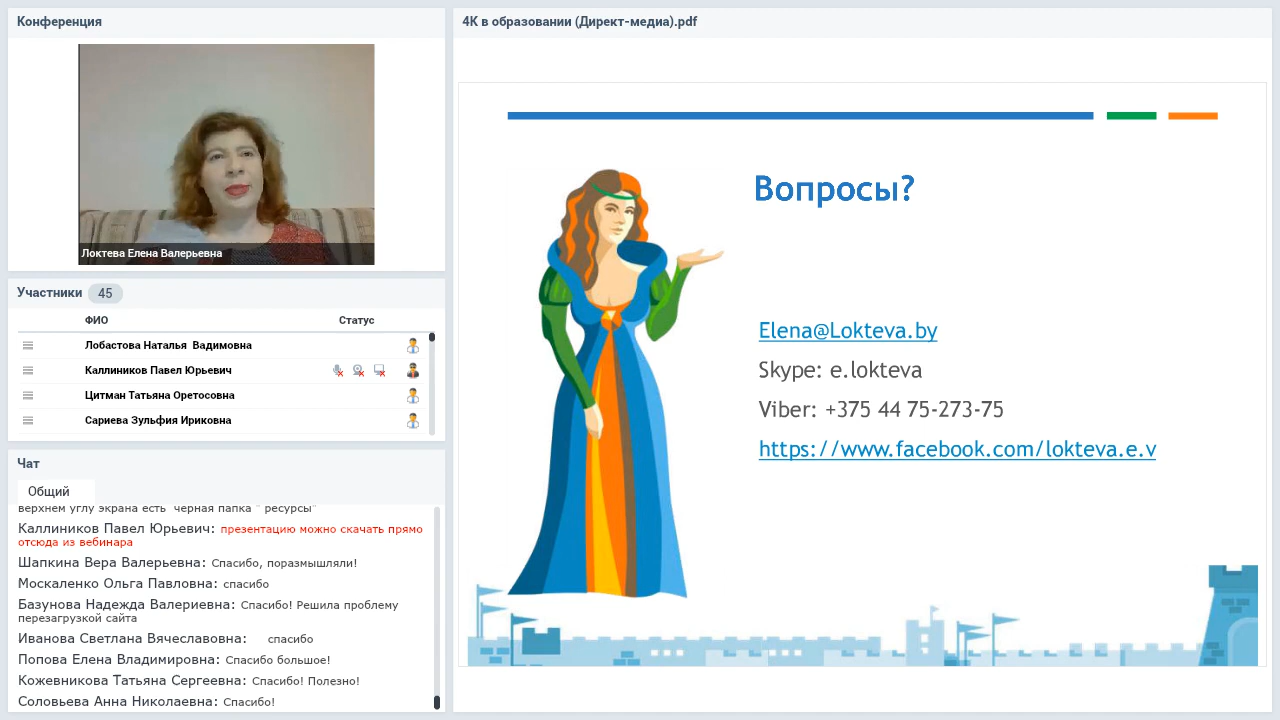 Конференция
Локтева Елена Валерьевна
Участники 45
ФИО Статус
Лобастова Наталья Вадимовна
Каллиников Павел Юрьевич
Цитман Татьяна Оретосовна
Сариева Зульфия Ириковна
Чат
Общий
верхнем углу экрана есть "черная папка " ресурсы"
Каллиников Павел Юрьевич: презентацию можно скачать прямо
отсюда из вебинара
Шапкина Вера Валерьевна: Спасибо, поразмышляли!
Москаленко Ольга Павловна: спасибо
Базунова Надежда Валериевна: Спасибо! Решила проблему
перезагрузкой сайта
Иванова Светлана Вячеславовна: спасибо
Попова Елена Владимировна: Спасибо большое!
Кожевникова Татьяна Сергеевна: Спасибо! Полезно!
Соловьева Анна Николаевна: Спасибо!
4К в образовании (Директ-медиа).pdf
Вопросы?
Elena@Lokteva.by
Skype: e.lokteva
Viber: +375 44 75-273-75
https://www.facebook.com/lokteva.e.v